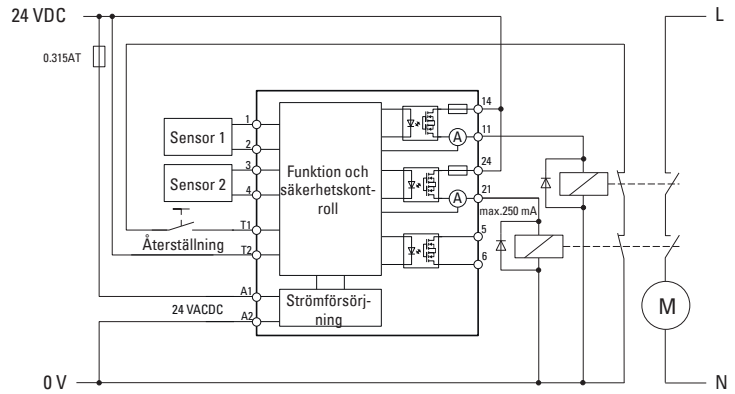 24 VDC
L
0.315AT
14
11
24
21
max.250 mA
5
6
1
2
3
4
T1
T2
A1
A2
Sensor 1
Sensor 2
Återställning
24 VACDC
Funktion och
säkerhetskont-
roll
Strömförsörj-
ning
A
A
M
0 V
N